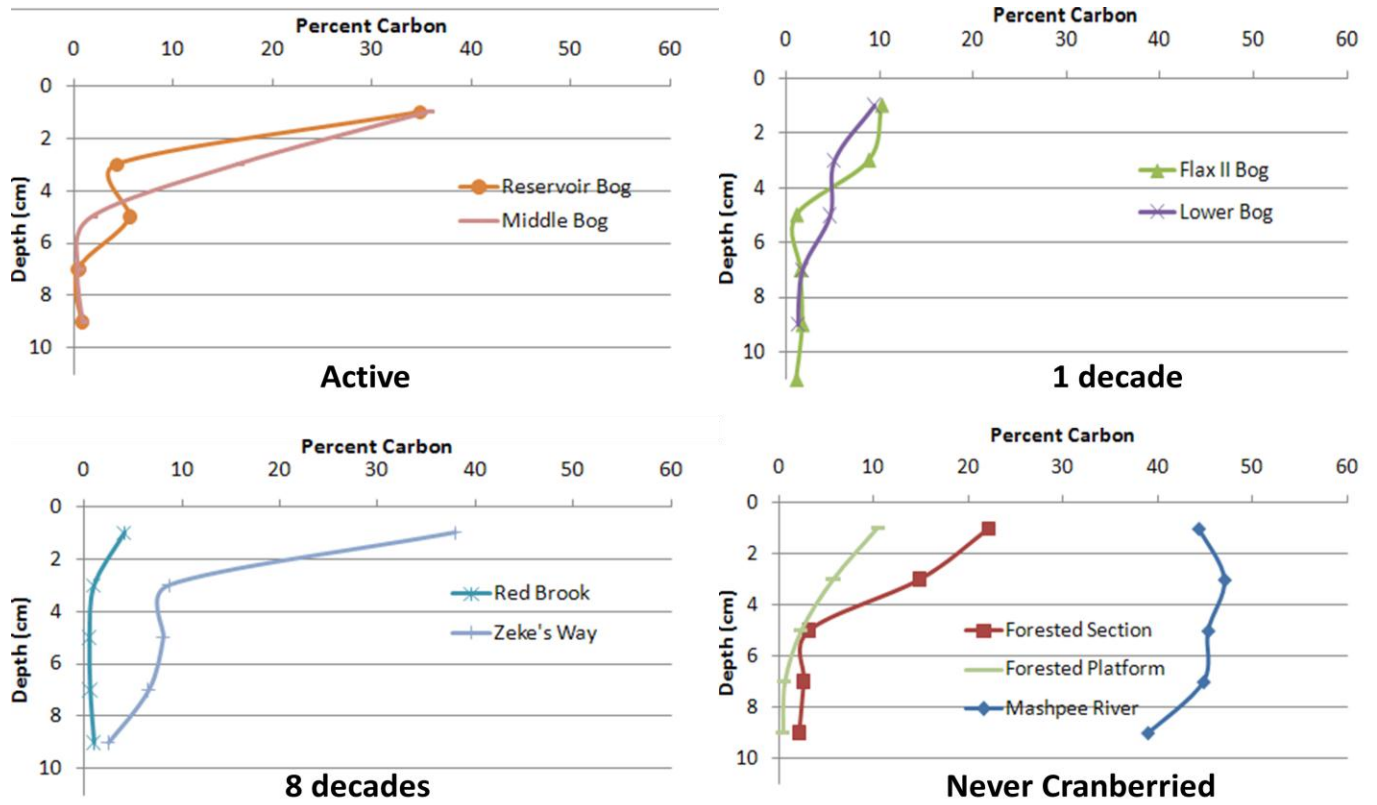 Percent Carbon
0 10 20 30 40 50 60
0
2
4
6
8
10
Depth (cm)
Reservoir Bog
Middle Bog
Active
Percent Carbon
0 10 20 30 40 50 60
0
2
4
6
8
10
Depth (cm)
Flax II Bog
Lower Bog
1 decade
Percent Carbon
0 10 20 30 40 50 60
0
2
4
6
8
10
Depth (cm)
Red Brook
Zeke's Way
8 decades
Percent Carbon
0 10 20 30 40 50 60
0
2
4
6
8
10
Depth (cm)
Forested Section
Forested Platform
Mashpee River
Never Cranberried